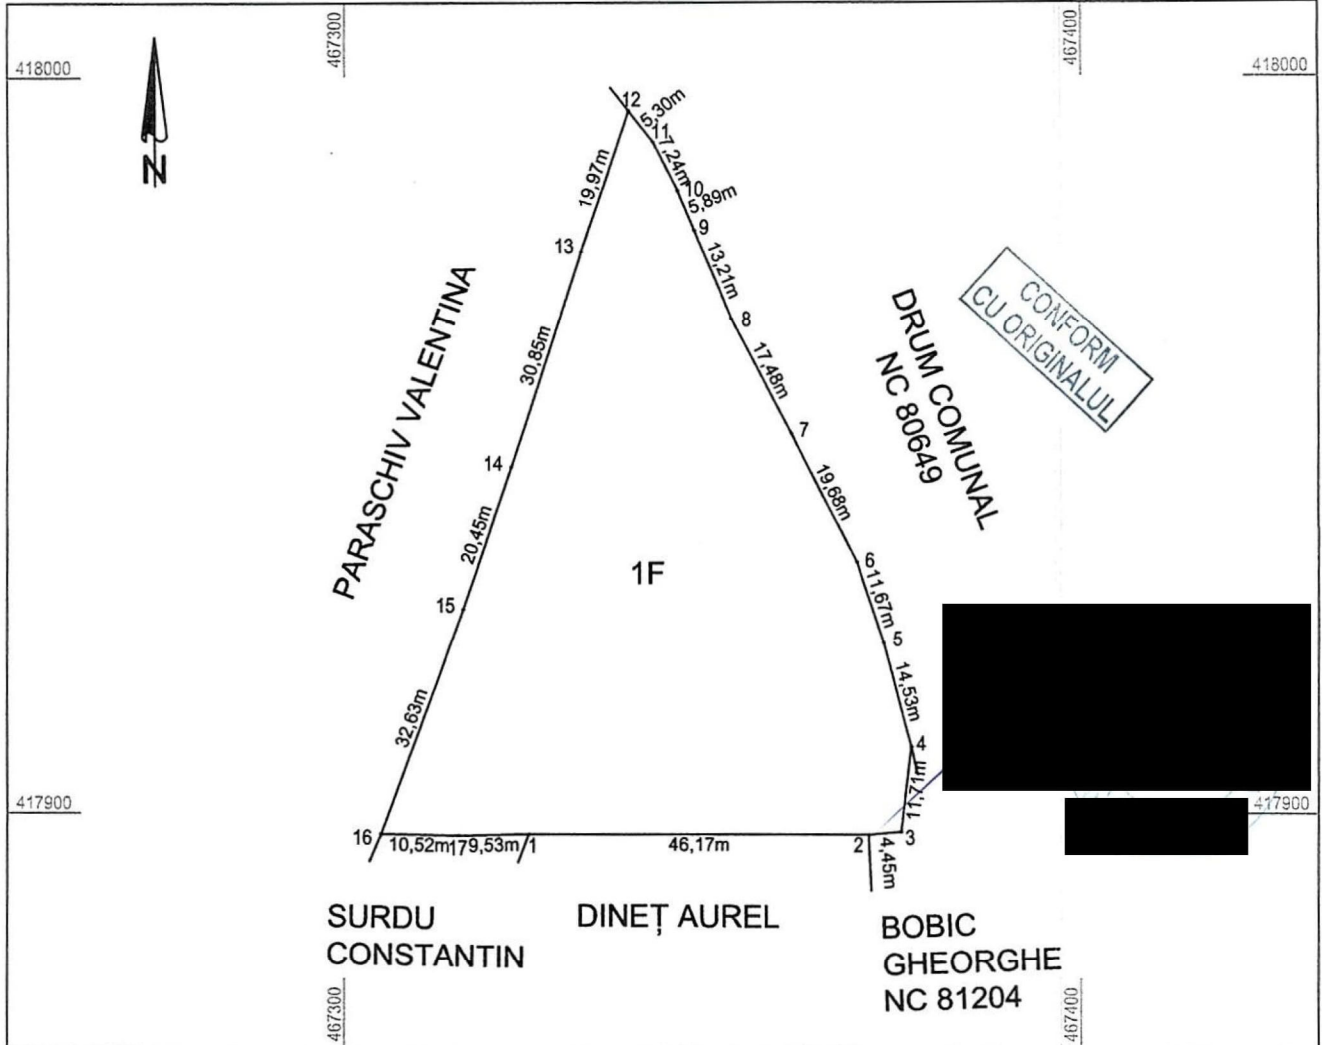 467300
467400
418000
418000
N
12
5,30m
11
7,24m
10
5,89m
9
13,21m
8
17,48m
7
19,68m
6
11,67m
5
14,53m
4
11,71m
3
4,45m
2
46,17m
1
10,52m
79,53m
16
32,63m
15
20,45m
14
30,85m
13
19,97m
PARASCHIV VALENTINA
1F
DRUM COMUNAL
NC 80649
CONFORM
CU ORIGINALUL
417900
417900
SURDU
CONSTANTIN
DINEȚ AUREL
BOBIC
GHEORGHE
NC 81204
467300
467400